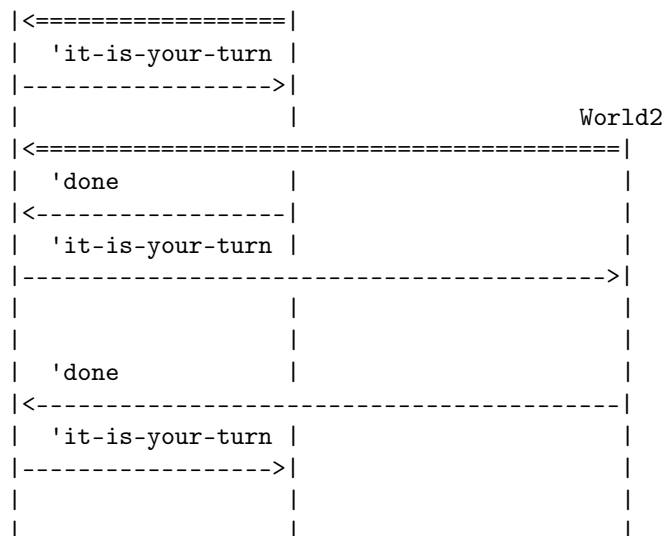 |<==================|
|  'it-is-your-turn |
|------------------>|
|                   |                    World2
|<==========================================|
|  'done            |                       |
|<------------------|                       |
|  'it-is-your-turn |                       |
|------------------------------------------>|
|                   |                       |
|                   |                       |
|  'done            |                       |
|<------------------------------------------|
|  'it-is-your-turn |                       |
|------------------>|                       |
|                   |                       |
|                   |                       |